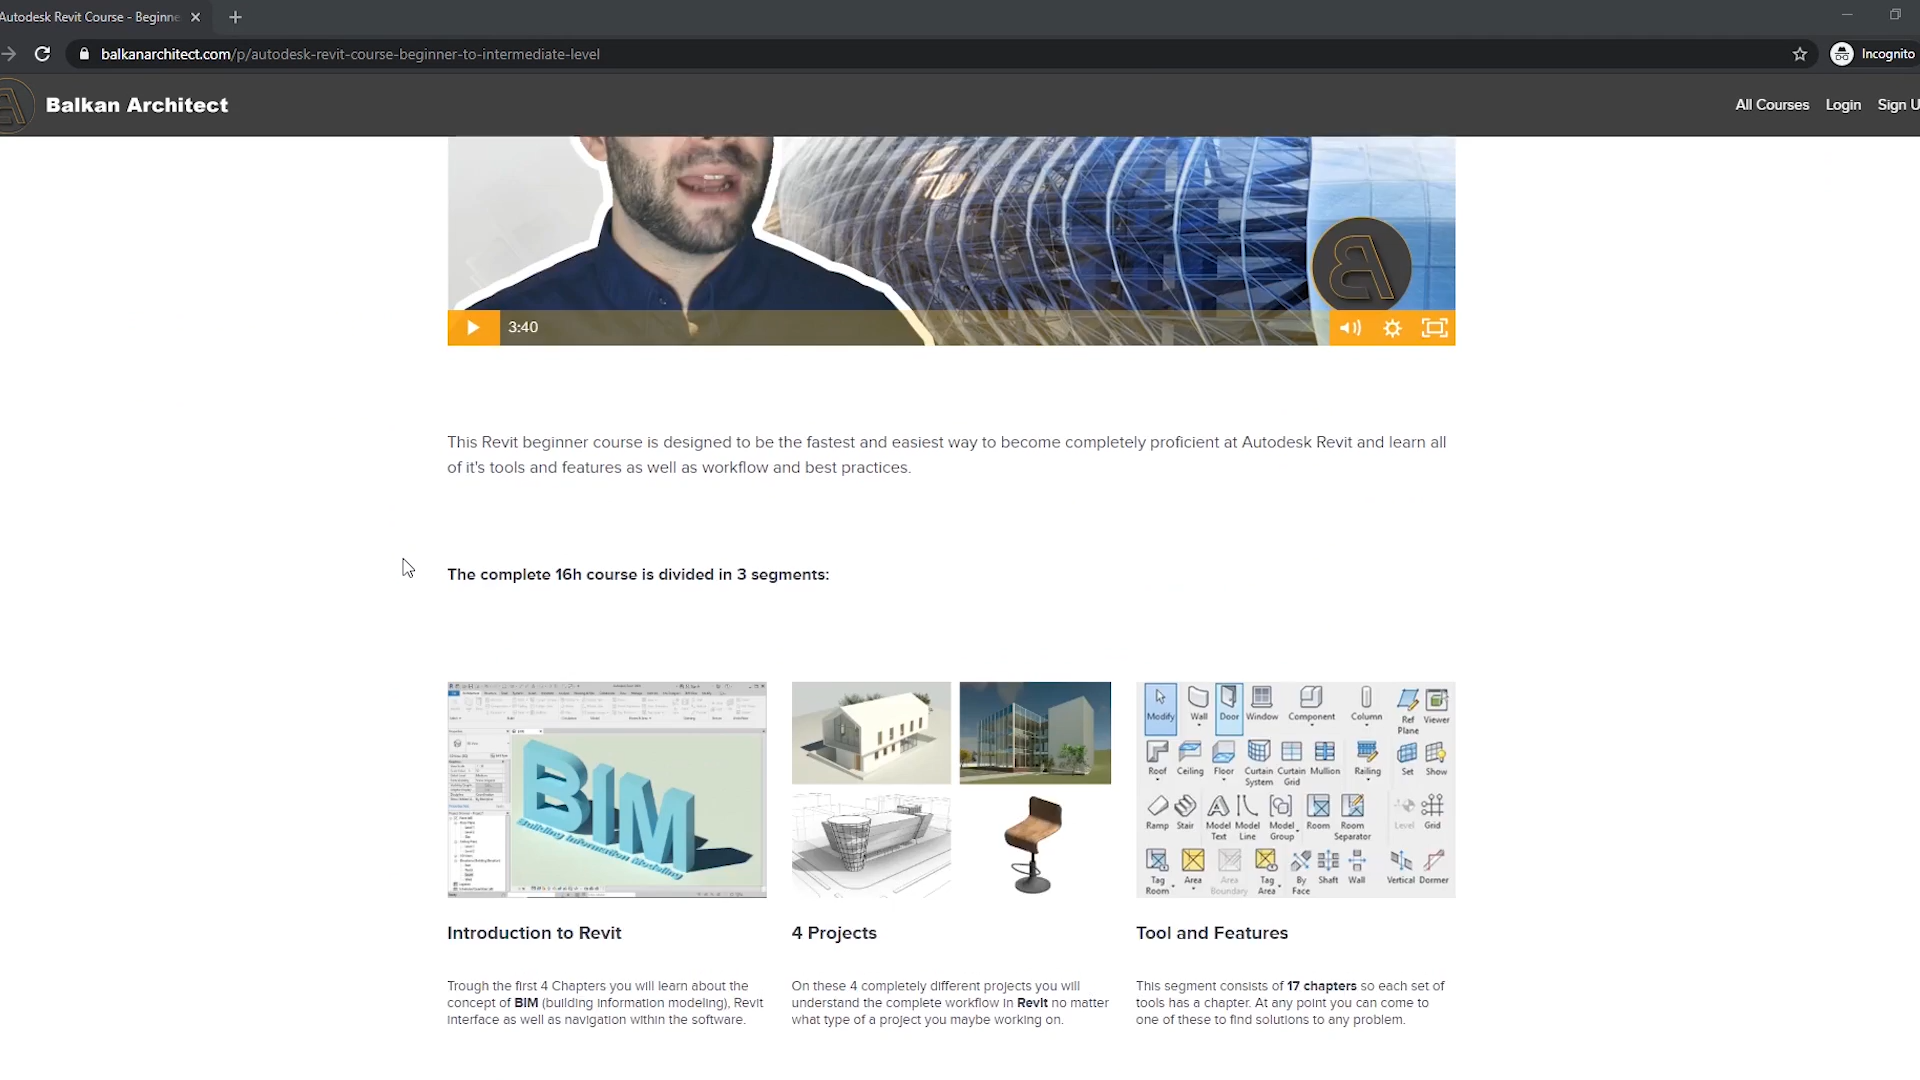 Autodesk Revit Course - Beginne
balkanarchitect.com/p/autodesk-revit-course-beginner-to-intermediate-level
Incognito
Balkan Architect
All Courses Login Sign U
3:40
This Revit beginner course is designed to be the fastest and easiest way to become completely proficient at Autodesk Revit and learn all
of it's tools and features as well as workflow and best practices.
The complete 16h course is divided in 3 segments:
BIM
Building Information Modeling
Modify Wall Door Window Component Column Ref Plane Viewer
Roof Ceiling Floor Curtain System Curtain Grid Mullion Railing Set Show
Ramp Stair Model Text Model Line Model Group Room Room Separator Level Grid
Tag Room Area Area Boundary Tag Area By Face Shaft Wall Vertical Dormer
Introduction to Revit
Trough the first 4 Chapters you will learn about the
concept of BIM (building information modeling), Revit
interface as well as navigation within the software.
4 Projects
On these 4 completely different projects you will
understand the complete workflow in Revit no matter
what type of a project you maybe working on.
Tool and Features
This segment consists of 17 chapters so each set of
tools has a chapter. At any point you can come to
one of these to find solutions to any problem.